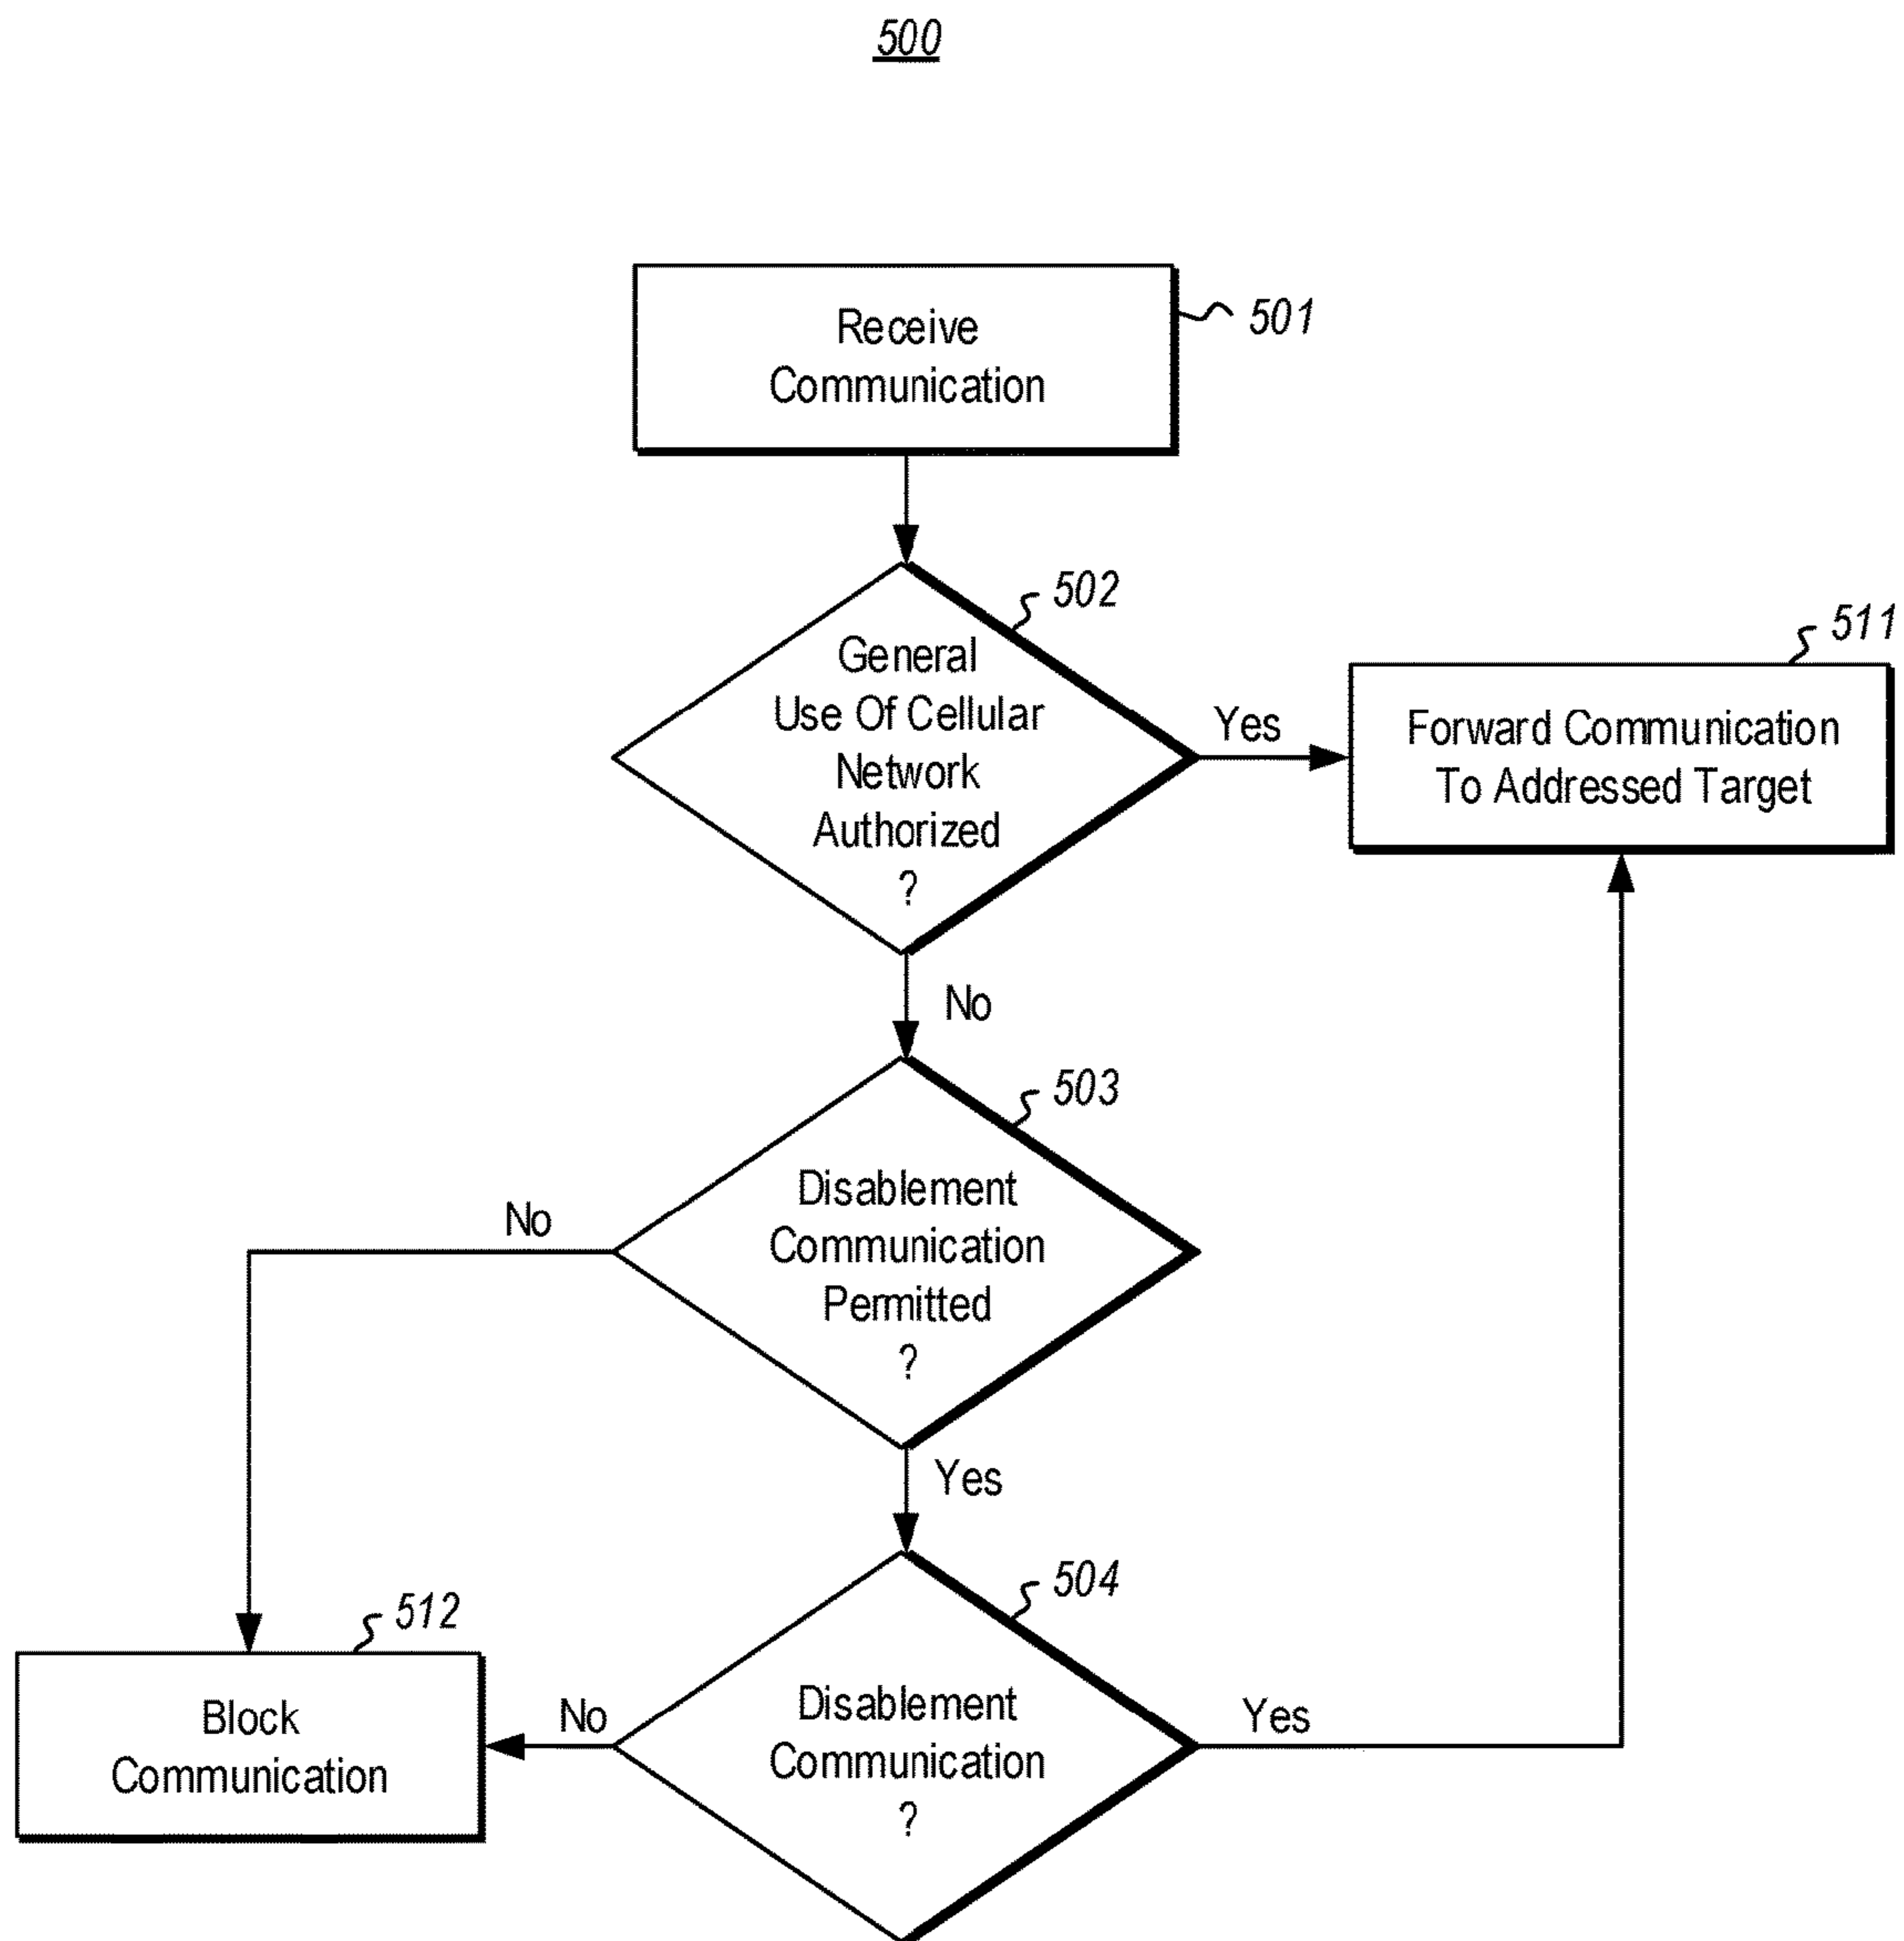 500
Receive
Communication
501
502
General
Use Of Cellular
Network
Authorized
?
Yes
511
Forward Communication
To Addressed Target
No
503
Disablement
Communication
Permitted
?
No
Yes
504
512
Block
Communication
No
Disablement
Communication
?
Yes